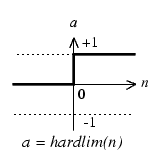 a
+1
n
0
-1
a = hardlim(n)